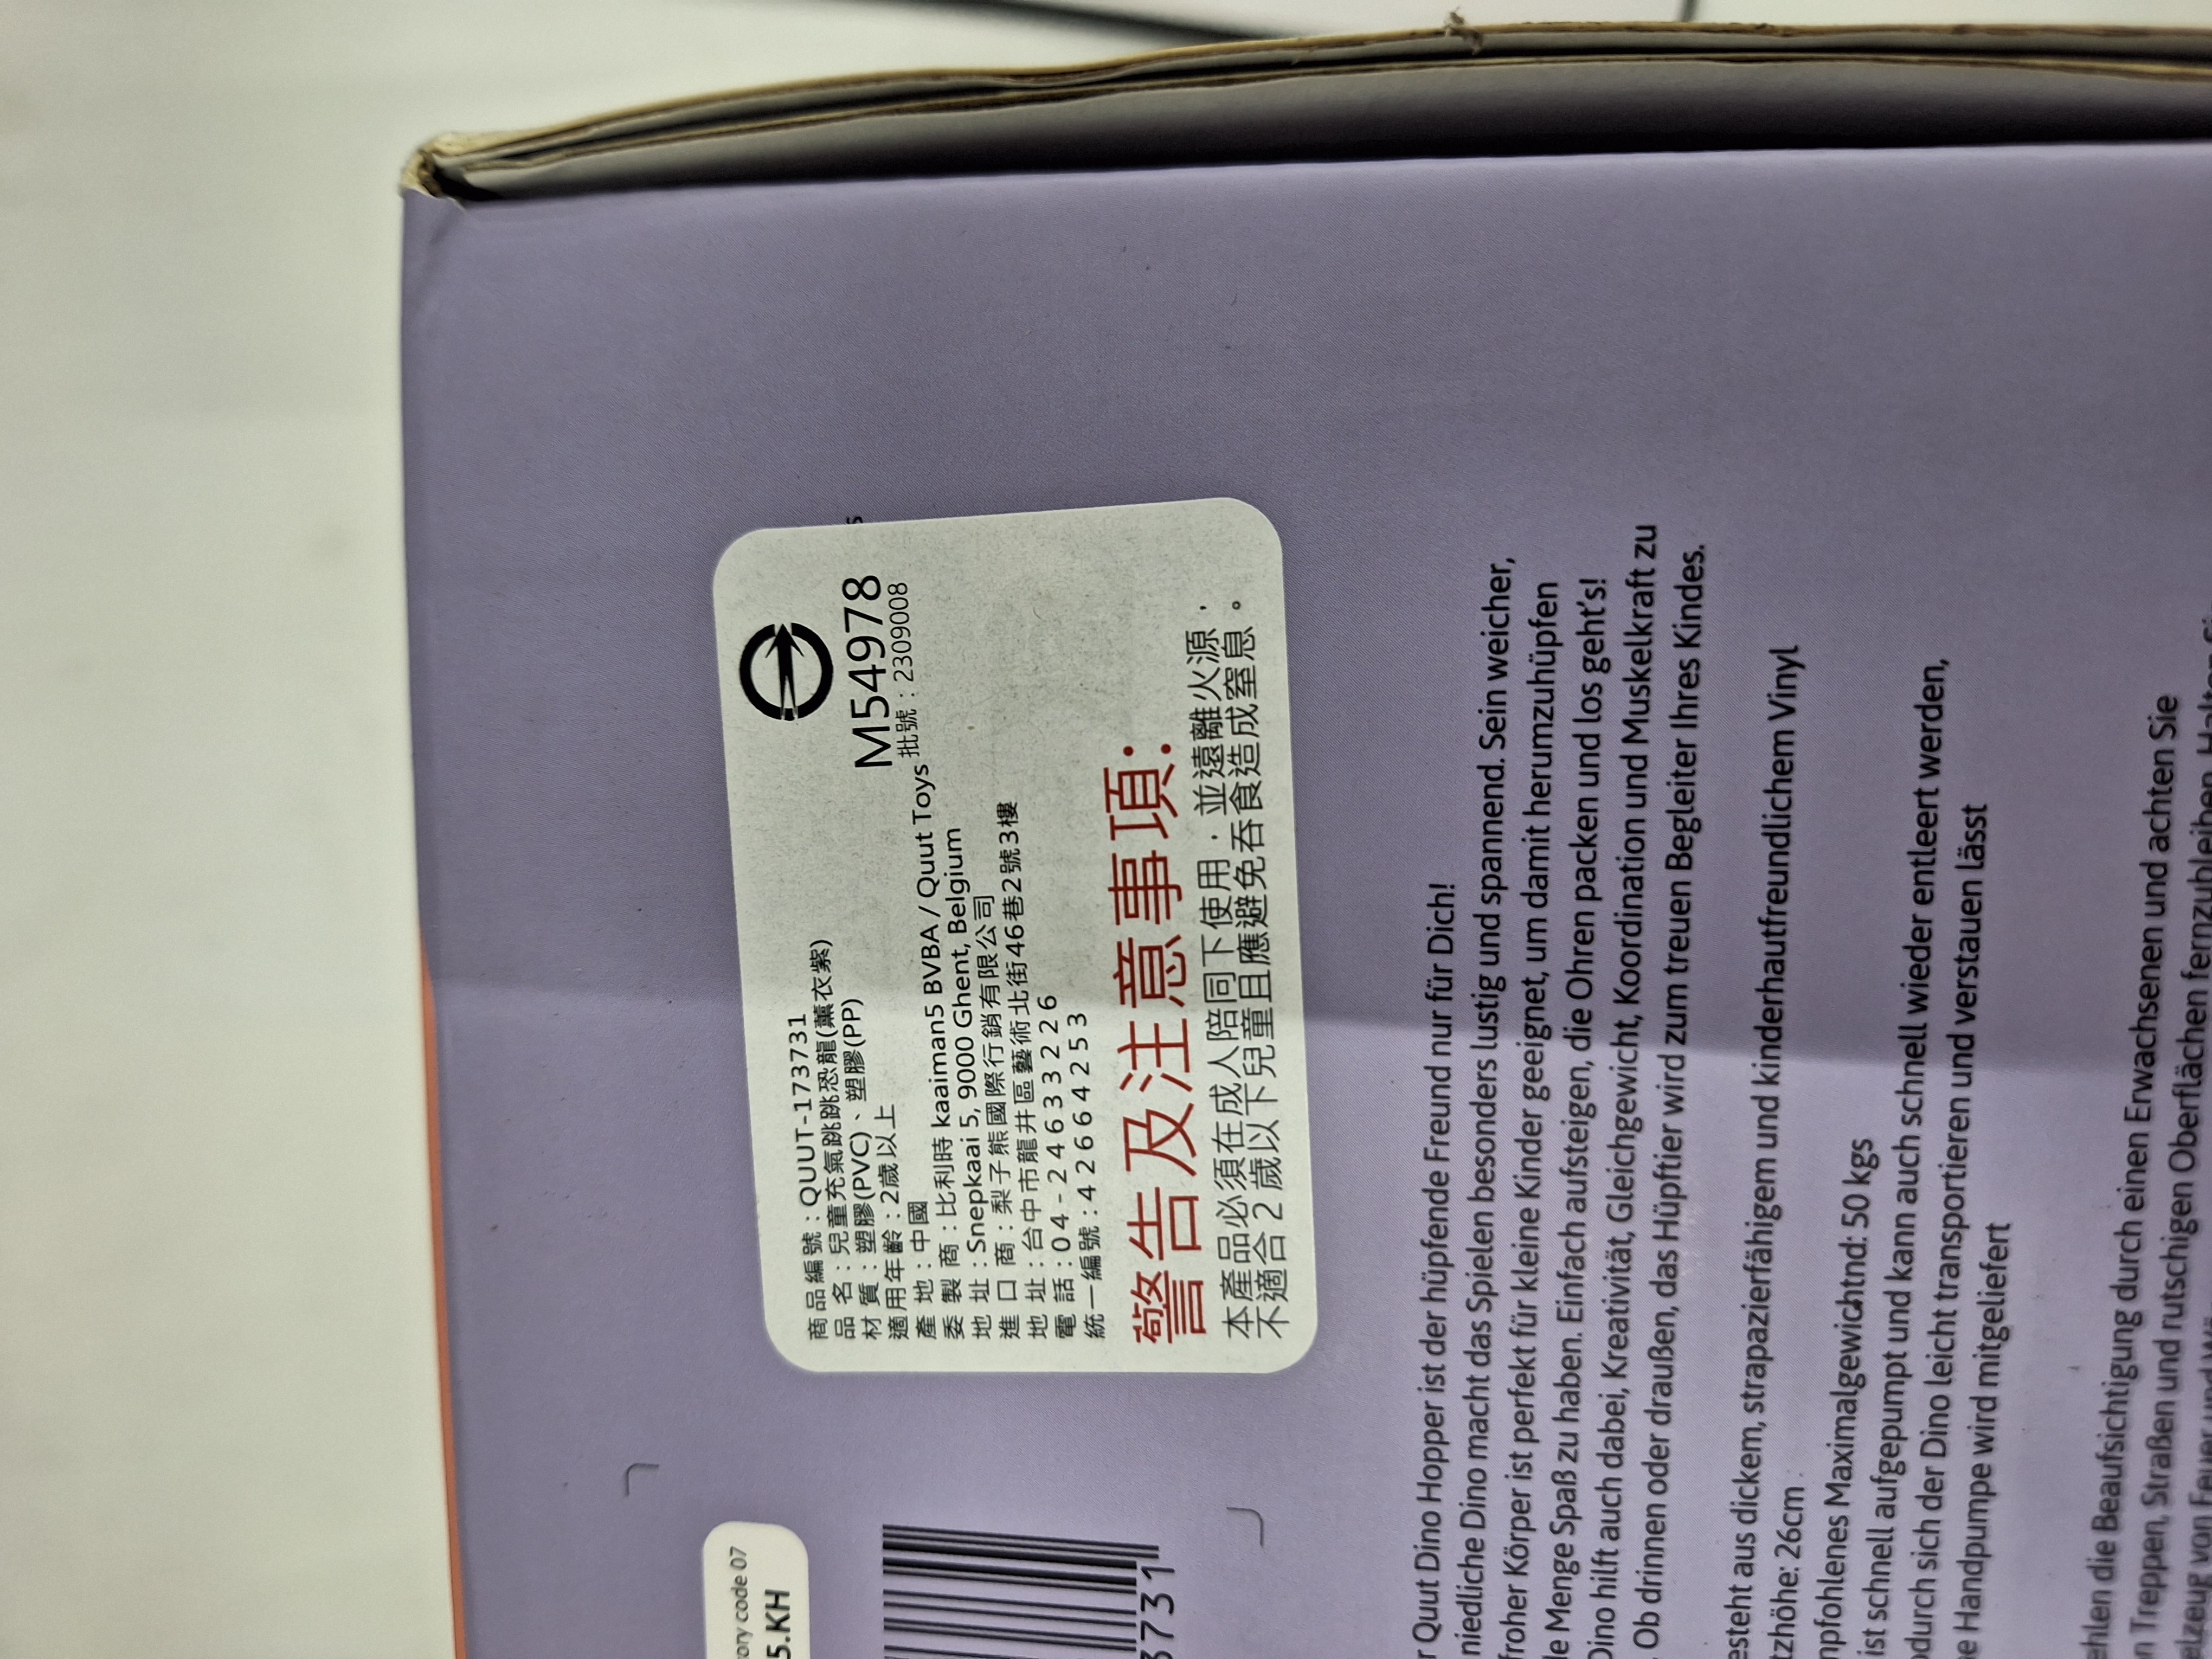 商品編號：QUUT-173731
品　名：兒童充氣跳跳恐龍(薰衣紫)
材　質：塑膠(PVC)、塑膠(PP)
適用年齡：2歲以上
產　地：中國
委 製 商：比利時 kaaiman5 BVBA / Quut Toys
地　址：Snepkaai 5, 9000 Ghent, Belgium
進 口 商：梨子熊國際行銷有限公司
地　址：台中市龍井區藝術北街46巷2號3樓
電　話：04-24633226
統一編號：42664253
M54978
批號：2309008
警告及注意事項:
本產品必須在成人陪同下使用，並遠離火源，
不適合2歲以下兒童且應避免吞食造成窒息。
s
code 07
5.KH
3731
Quut Dino Hopper ist der hüpfende Freund nur für Dich!
niedliche Dino macht das Spielen besonders lustig und spannend. Sein weicher,
froher Körper ist perfekt für kleine Kinder geeignet, um damit herumzuhüpfen
Menge Spaß zu haben. Einfach aufsteigen, die Ohren packen und los geht's!
Dino hilft auch dabei, Kreativität, Gleichgewicht, Koordination und Muskelkraft zu
. Ob drinnen oder draußen, das Hüpftier wird zum treuen Begleiter Ihres Kindes.
aus dickem, strapazierfähigem und kinderhautfreundlichem Vinyl
26cm
Maximalgewichtnd: 50 kgs
ist schnell aufgepumpt und kann auch schnell wieder entleert werden,
sich der Dino leicht transportieren und verstauen lässt
Handpumpe wird mitgeliefert
die Beaufsichtigung durch einen Erwachsenen und achten Sie
Treppen, Straßen und rutschigen Oberflächen fernzubleiben. Halten
von Feuer und